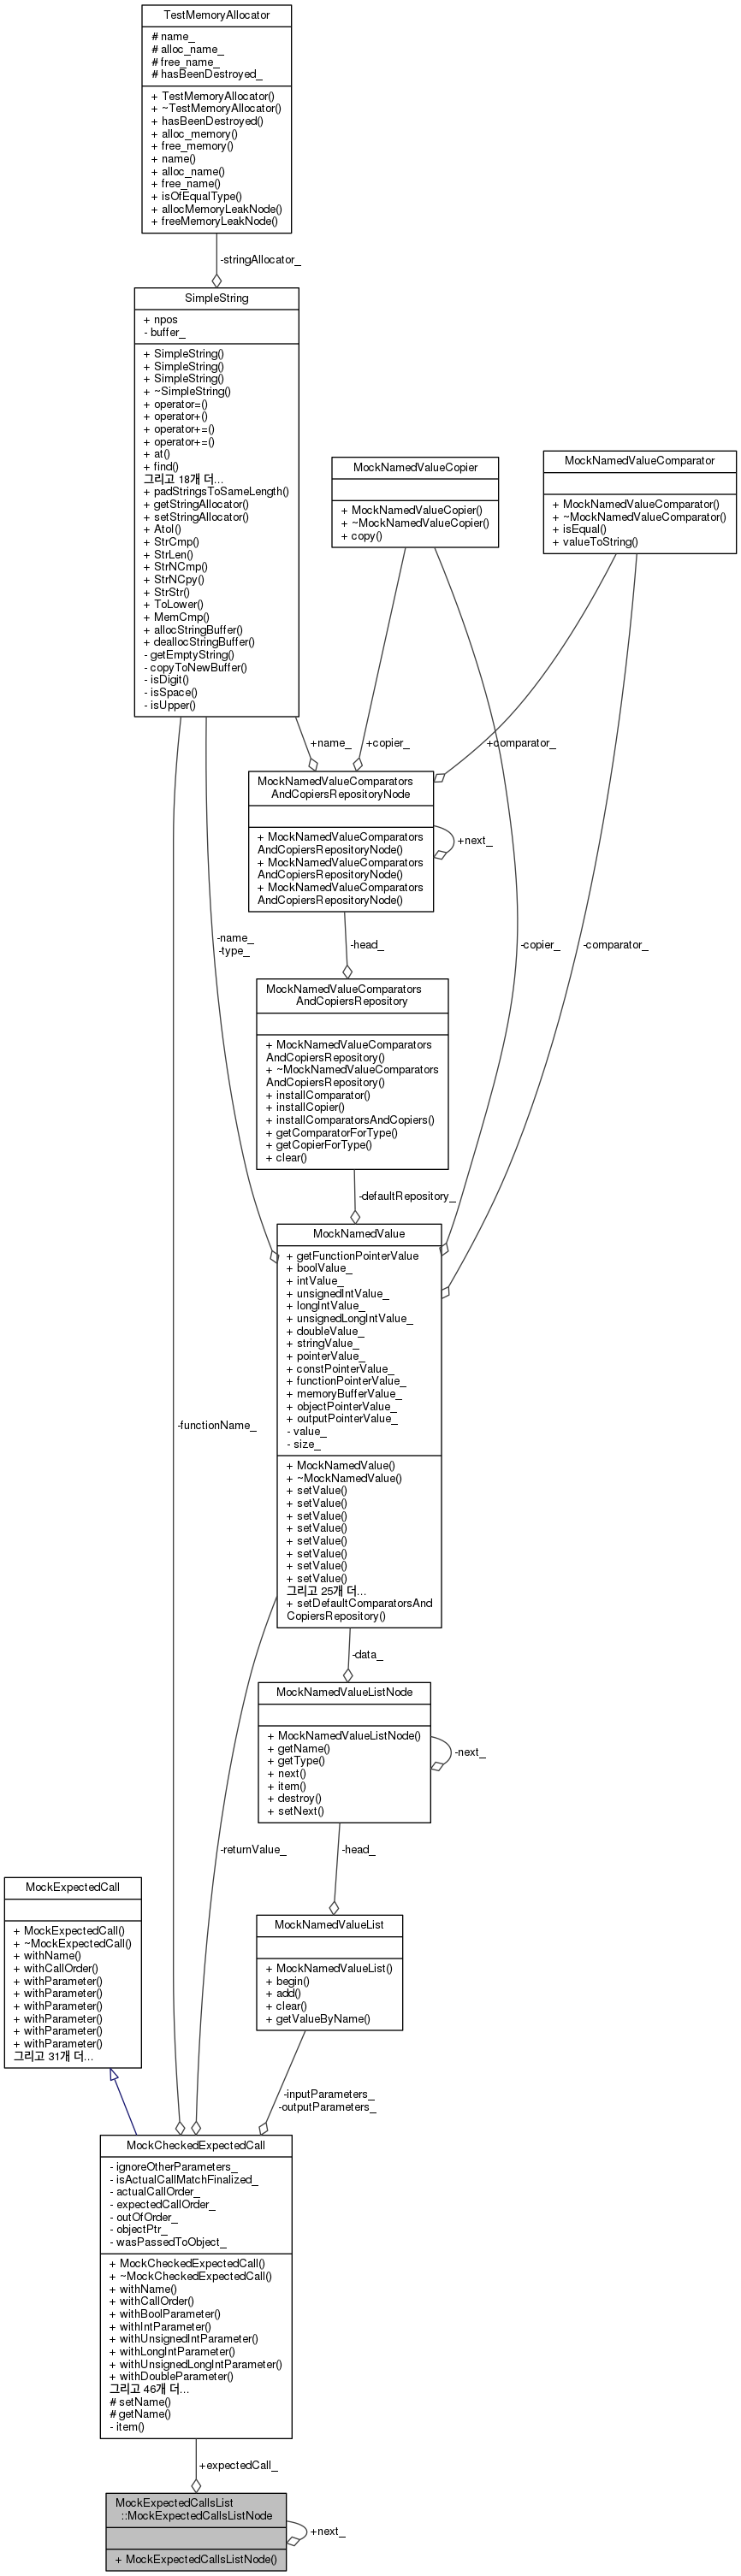 TestMemoryAllocator
# name_
# alloc_name_
# free_name_
# hasBeenDestroyed_
+ TestMemoryAllocator()
+ ~TestMemoryAllocator()
+ hasBeenDestroyed()
+ alloc_memory()
+ free_memory()
+ name()
+ alloc_name()
+ free_name()
+ isOfEqualType()
+ allocMemoryLeakNode()
+ freeMemoryLeakNode()
-stringAllocator_
SimpleString
+ npos
- buffer_
+ SimpleString()
+ SimpleString()
+ SimpleString()
+ ~SimpleString()
+ operator=()
+ operator+()
+ operator+=()
+ operator+=()
+ at()
+ find()
그리고 18개 더...
+ padStringsToSameLength()
+ getStringAllocator()
+ setStringAllocator()
+ AtoI()
+ StrCmp()
+ StrLen()
+ StrNCmp()
+ StrNCpy()
+ StrStr()
+ ToLower()
+ MemCmp()
+ allocStringBuffer()
+ deallocStringBuffer()
- getEmptyString()
- copyToNewBuffer()
- isDigit()
- isSpace()
- isUpper()
MockNamedValueCopier
+ MockNamedValueCopier()
+ ~MockNamedValueCopier()
+ copy()
MockNamedValueComparator
+ MockNamedValueComparator()
+ ~MockNamedValueComparator()
+ isEqual()
+ valueToString()
+name_
+copier_
+comparator_
MockNamedValueComparators
AndCopiersRepositoryNode
+ MockNamedValueComparators
AndCopiersRepositoryNode()
+ MockNamedValueComparators
AndCopiersRepositoryNode()
+ MockNamedValueComparators
AndCopiersRepositoryNode()
+next_
-name_
-type_
-head_
-copier_
-comparator_
MockNamedValueComparators
AndCopiersRepository
+ MockNamedValueComparators
AndCopiersRepository()
+ ~MockNamedValueComparators
AndCopiersRepository()
+ installComparator()
+ installCopier()
+ installComparatorsAndCopiers()
+ getComparatorForType()
+ getCopierForType()
+ clear()
-defaultRepository_
MockNamedValue
+ getFunctionPointerValue
+ boolValue_
+ intValue_
+ unsignedIntValue_
+ longIntValue_
+ unsignedLongIntValue_
+ doubleValue_
+ stringValue_
+ pointerValue_
+ constPointerValue_
+ functionPointerValue_
+ memoryBufferValue_
+ objectPointerValue_
+ outputPointerValue_
- value_
- size_
+ MockNamedValue()
+ ~MockNamedValue()
+ setValue()
+ setValue()
+ setValue()
+ setValue()
+ setValue()
+ setValue()
+ setValue()
+ setValue()
그리고 25개 더...
+ setDefaultComparatorsAnd
CopiersRepository()
-functionName_
-data_
MockNamedValueListNode
+ MockNamedValueListNode()
+ getName()
+ getType()
+ next()
+ item()
+ destroy()
+ setNext()
-next_
-returnValue_
-head_
MockExpectedCall
+ MockExpectedCall()
+ ~MockExpectedCall()
+ withName()
+ withCallOrder()
+ withParameter()
+ withParameter()
+ withParameter()
+ withParameter()
+ withParameter()
+ withParameter()
그리고 31개 더...
MockNamedValueList
+ MockNamedValueList()
+ begin()
+ add()
+ clear()
+ getValueByName()
-inputParameters_
-outputParameters_
MockCheckedExpectedCall
- ignoreOtherParameters_
- isActualCallMatchFinalized_
- actualCallOrder_
- expectedCallOrder_
- outOfOrder_
- objectPtr_
- wasPassedToObject_
+ MockCheckedExpectedCall()
+ ~MockCheckedExpectedCall()
+ withName()
+ withCallOrder()
+ withBoolParameter()
+ withIntParameter()
+ withUnsignedIntParameter()
+ withLongIntParameter()
+ withUnsignedLongIntParameter()
+ withDoubleParameter()
그리고 46개 더...
# setName()
# getName()
- item()
+expectedCall_
MockExpectedCallsList
::MockExpectedCallsListNode
+ MockExpectedCallsListNode()
+next_